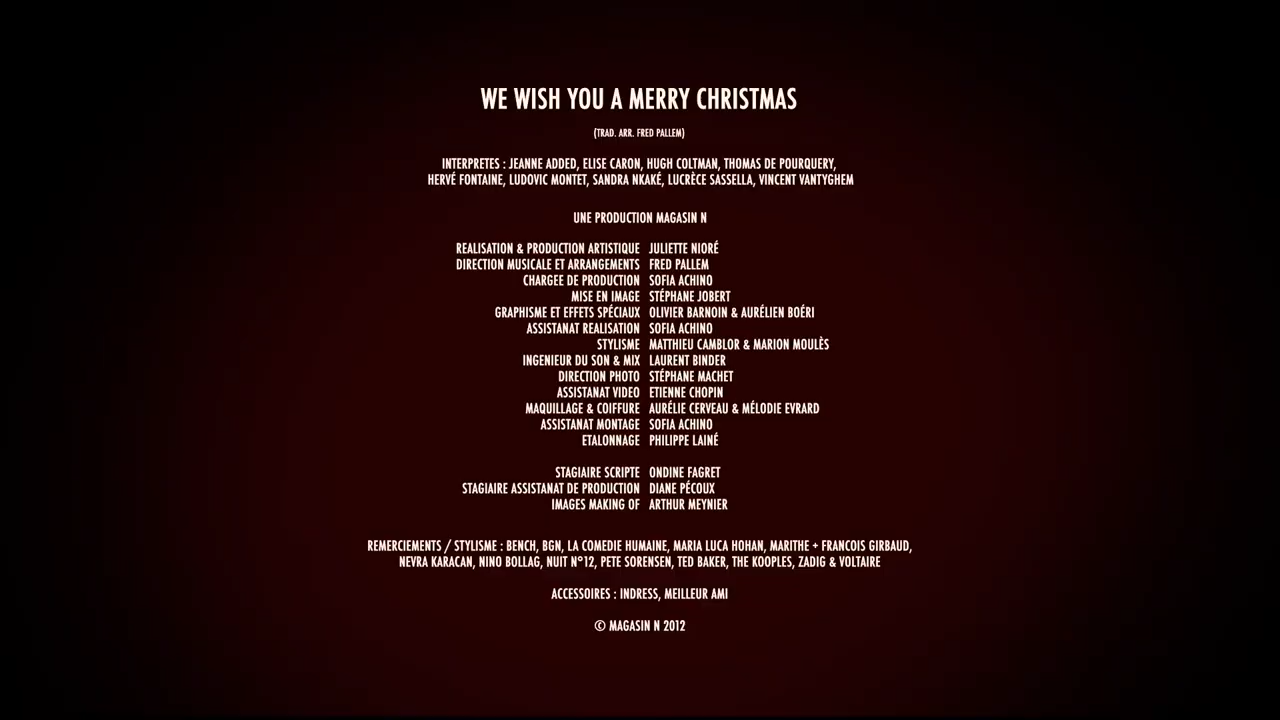 WE WISH YOU A MERRY CHRISTMAS
(TRAD. ARR. FRED PALLEM)
INTERPRETES : JEANNE ADDED, ELISE CARON, HUGH COLTMAN, THOMAS DE POURQUERY,
HERVÉ FONTAINE, LUDOVIC MONTET, SANDRA NKAKÉ, LUCRÈCE SASSELLA, VINCENT VANTYGHEM
UNE PRODUCTION MAGASIN N
REALISATION & PRODUCTION ARTISTIQUE JULIETTE NIORÉ
DIRECTION MUSICALE ET ARRANGEMENTS FRED PALLEM
CHARGEE DE PRODUCTION SOFIA ACHINO
MISE EN IMAGE STÉPHANE JOBERT
GRAPHISME ET EFFETS SPÉCIAUX OLIVIER BARNOIN & AURÉLIEN BOÉRI
ASSISTANAT REALISATION SOFIA ACHINO
STYLISME MATTHIEU CAMBLOR & MARION MOULÈS
INGENIEUR DU SON & MIX LAURENT BINDER
DIRECTION PHOTO STÉPHANE MACHET
ASSISTANAT VIDEO ETIENNE CHOPIN
MAQUILLAGE & COIFFURE AURÉLIE CERVEAU & MÉLODIE EVRARD
ASSISTANAT MONTAGE SOFIA ACHINO
ETALONNAGE PHILIPPE LAINÉ
STAGIAIRE SCRIPTE ONDINE FAGRET
STAGIAIRE ASSISTANAT DE PRODUCTION DIANE PÉCOUX
IMAGES MAKING OF ARTHUR MEYNIER
REMERCIEMENTS / STYLISME : BENCH, BGN, LA COMEDIE HUMAINE, MARIA LUCA HOHAN, MARITHE + FRANCOIS GIRBAUD,
NEVRA KARACAN, NINO BOLLAG, NUIT N°12, PETE SORENSEN, TED BAKER, THE KOOPLES, ZADIG & VOLTAIRE
ACCESSOIRES : INDRESS, MEILLEUR AMI
© MAGASIN N 2012